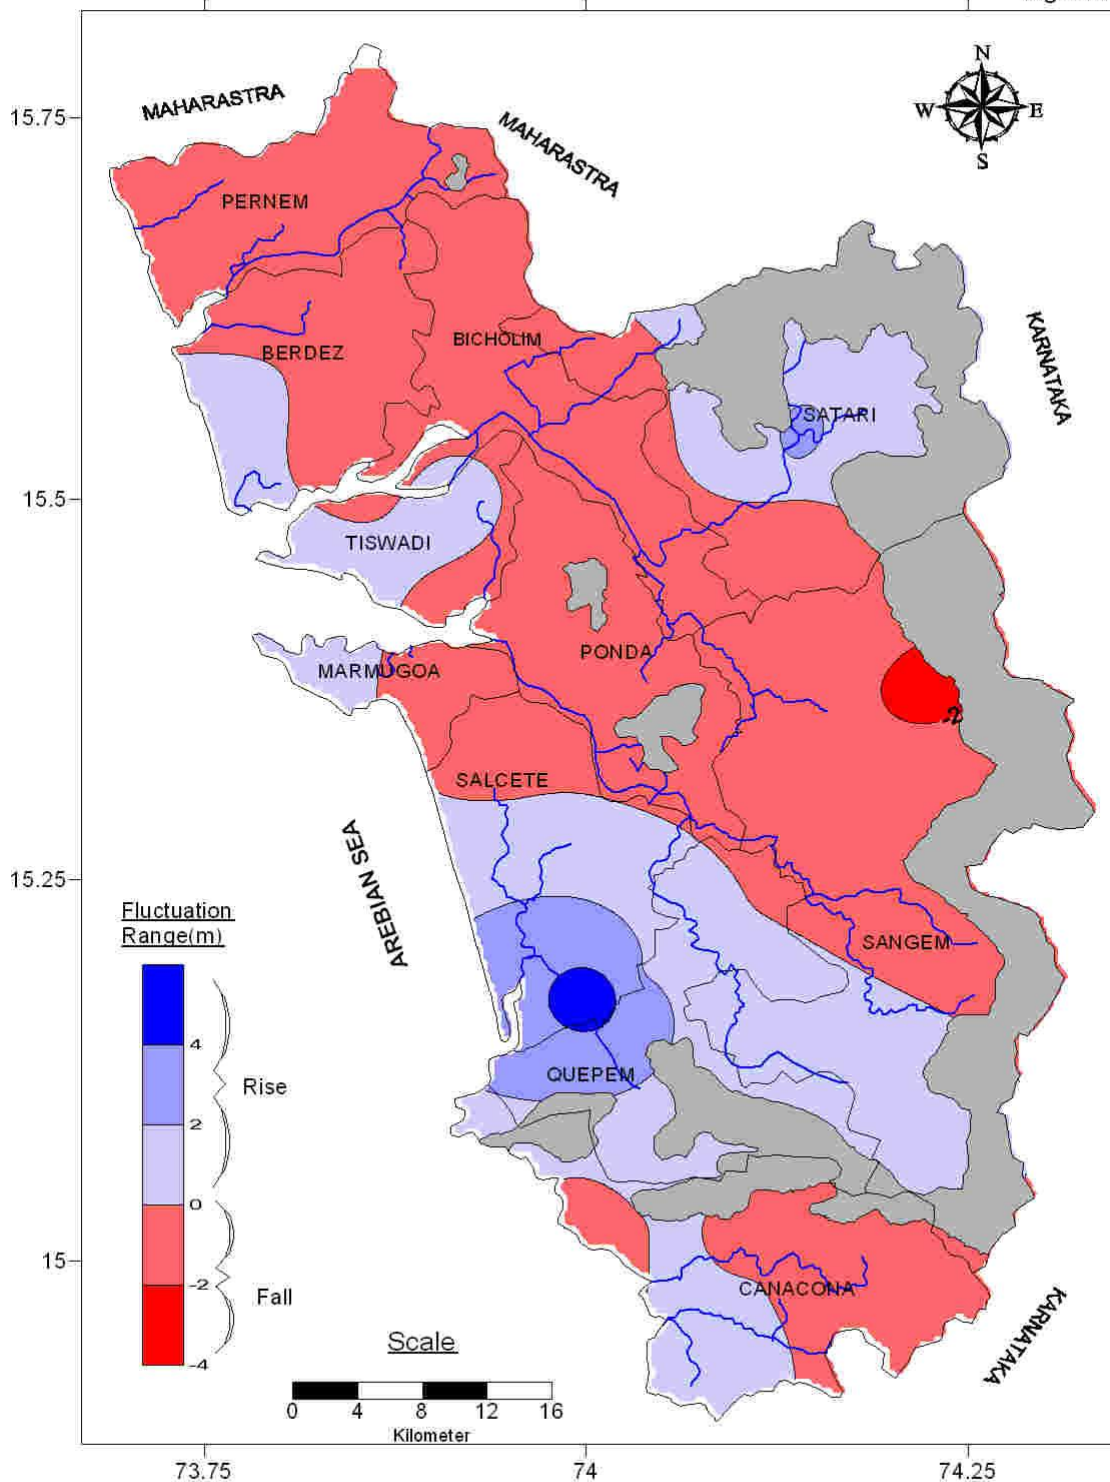 N
W
E
S
15.75
MAHARASTRA
MAHARASTRA
PERNEM
BERDEZ
BICHOLIM
KARNATAKA
SATARI
15.5
TISWADI
PONDA
MARMUGOA
-2
SALCETE
AREBIAN SEA
15.25
SANGEM
Fluctuation
Range(m)
4
2
0
-2
-4
Rise
Fall
QUEPEM
15
CANACONA
KARNATAKA
Scale
0 4 8 12 16
Kilometer
73.75 74 74.25